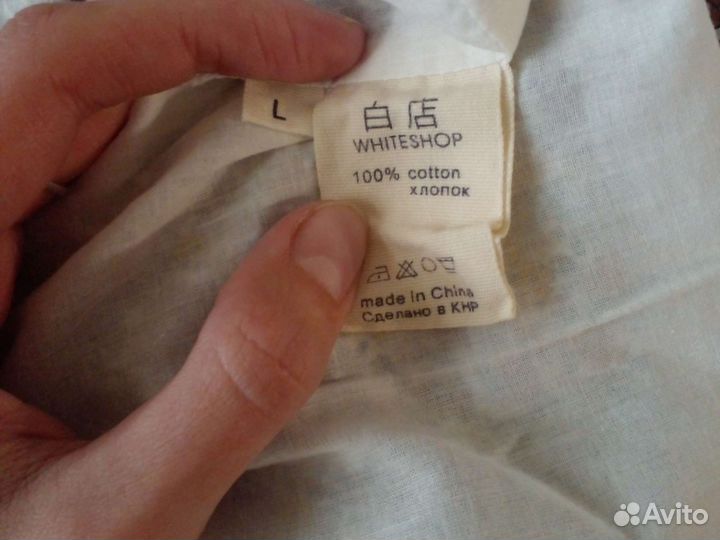 L
白店
WHITESHOP
100% cotton
хлопок
made in China
Сделано в КНР
Avito